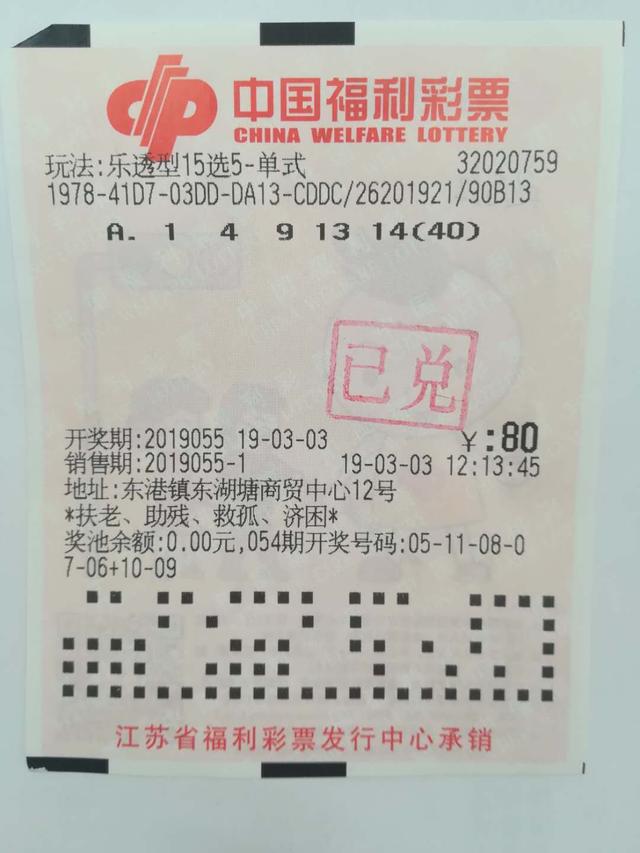 中国福利彩票
CHINA WELFARE LOTTERY
玩法:乐透型15选5-单式 32020759
1978-41D7-03DD-DA13-CDDC/26201921/90B13
A. 1 4 9 13 14(40)
已兑
开奖期:2019055 19-03-03 ¥:80
销售期:2019055-1 19-03-03 12:13:45
地址:东港镇东湖塘商贸中心12号
*扶老、助残、救孤、济困*
奖池余额:0.00元,054期开奖号码:05-11-08-0
7-06+10-09
江苏省福利彩票发行中心承销